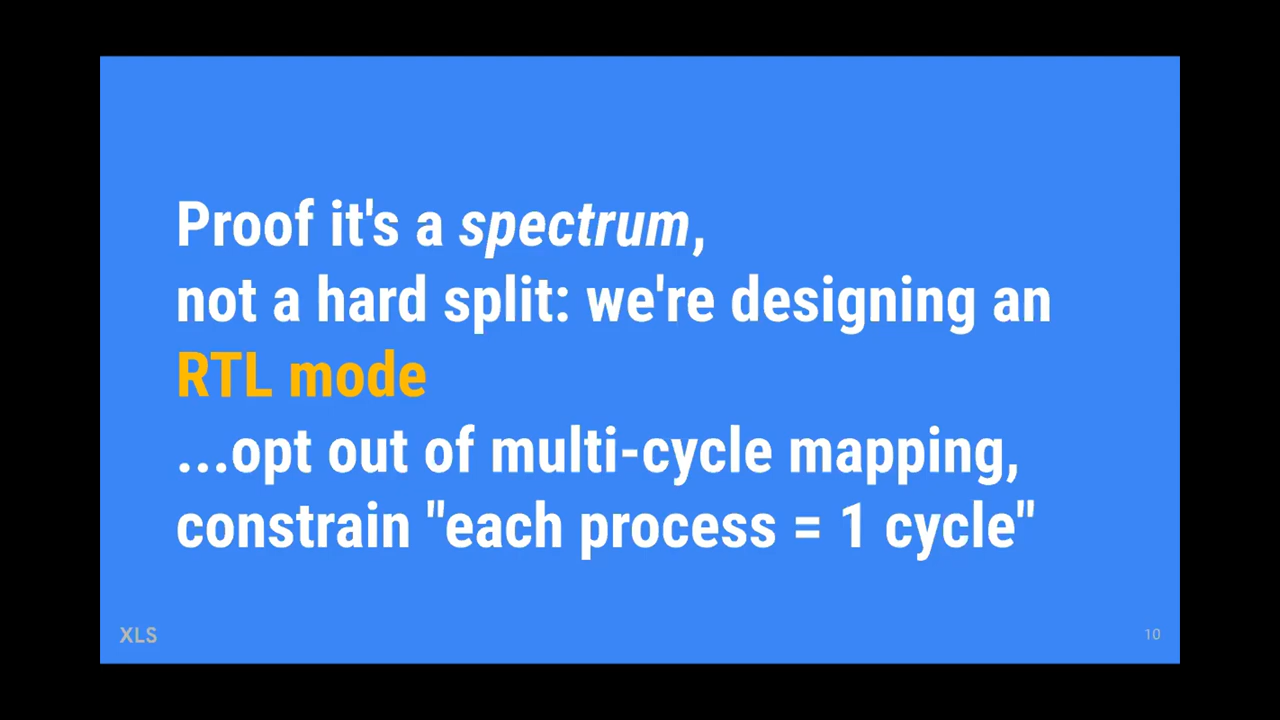 Proof it's a spectrum,
not a hard split: we're designing an
RTL mode
...opt out of multi-cycle mapping,
constrain "each process = 1 cycle"
XLS
10